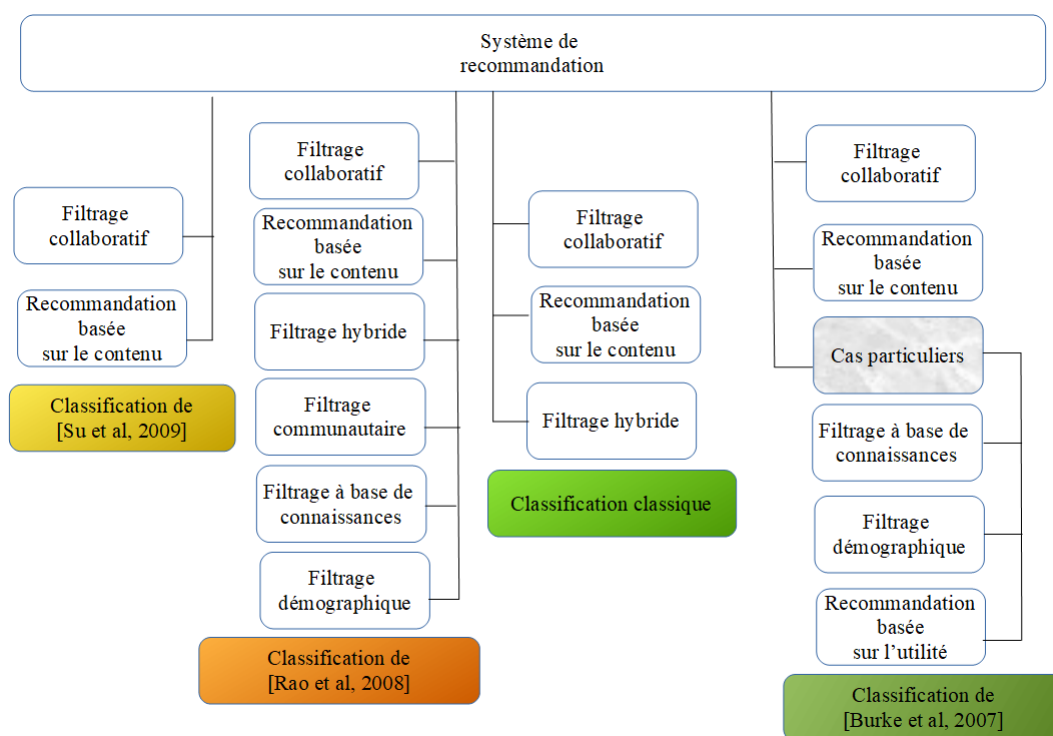 Système de
recommandation
Filtrage
collaboratif
Recommandation
basée
sur le contenu
Classification de
[Su et al, 2009]
Filtrage
collaboratif
Recommandation
basée
sur le contenu
Filtrage hybride
Filtrage
communautaire
Filtrage à base de
connaissances
Filtrage
démographique
Classification de
[Rao et al, 2008]
Filtrage
collaboratif
Recommandation
basée
sur le contenu
Filtrage hybride
Classification classique
Filtrage
collaboratif
Recommandation
basée
sur le contenu
Cas particuliers
Filtrage à base de
connaissances
Filtrage
démographique
Recommandation
basée
sur l’utilité
Classification de
[Burke et al, 2007]